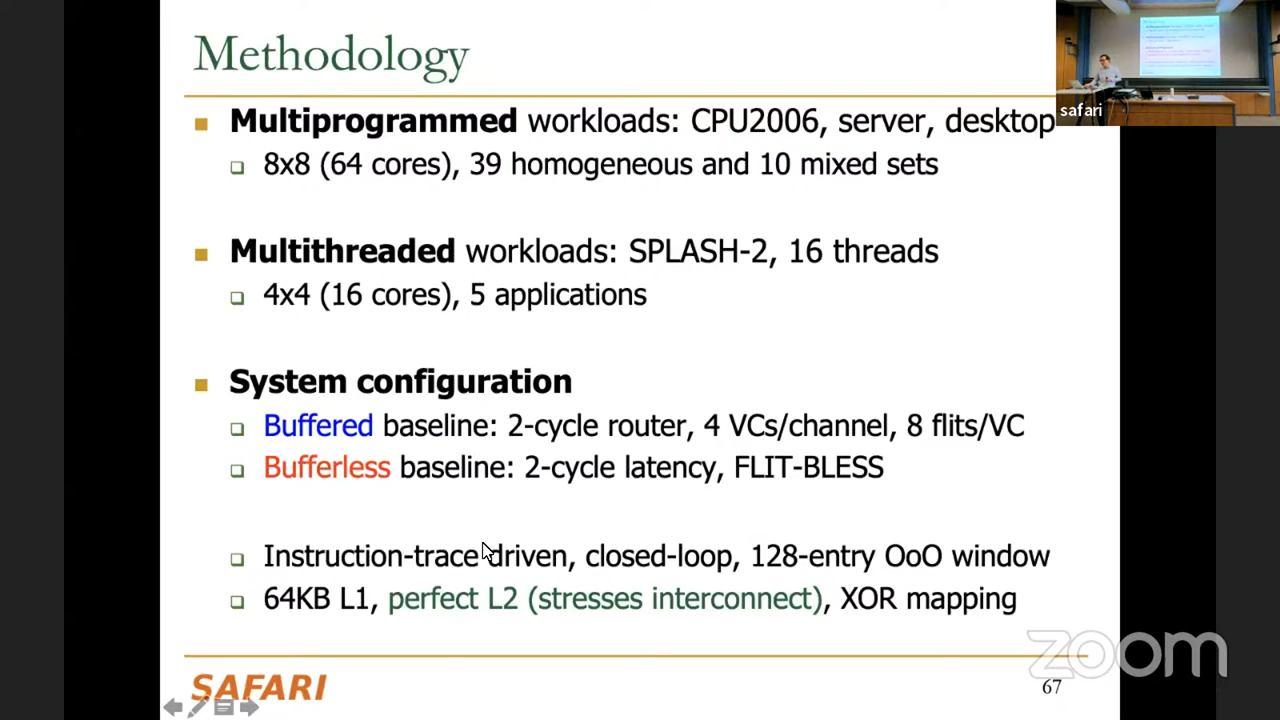 Methodology
Multiprogrammed workloads: CPU2006, server, desktop
8x8 (64 cores), 39 homogeneous and 10 mixed sets
Multithreaded workloads: SPLASH-2, 16 threads
4x4 (16 cores), 5 applications
System configuration
Buffered baseline: 2-cycle router, 4 VCs/channel, 8 flits/VC
Bufferless baseline: 2-cycle latency, FLIT-BLESS
Instruction-trace driven, closed-loop, 128-entry OoO window
64KB L1, perfect L2 (stresses interconnect), XOR mapping
SAFARI
67
safari
zoom